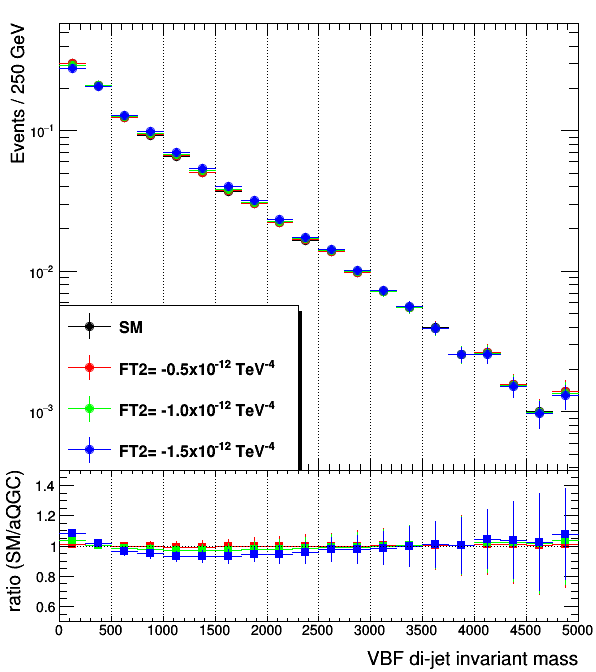 Events / 250 GeV
10⁻¹
10⁻²
10⁻³
SM
FT2= -0.5x10⁻¹² TeV⁻⁴
FT2= -1.0x10⁻¹² TeV⁻⁴
FT2= -1.5x10⁻¹² TeV⁻⁴
ratio (SM/aQGC)
1.4
1.2
1
0.8
0.6
0 500 1000 1500 2000 2500 3000 3500 4000 4500 5000
VBF di-jet invariant mass